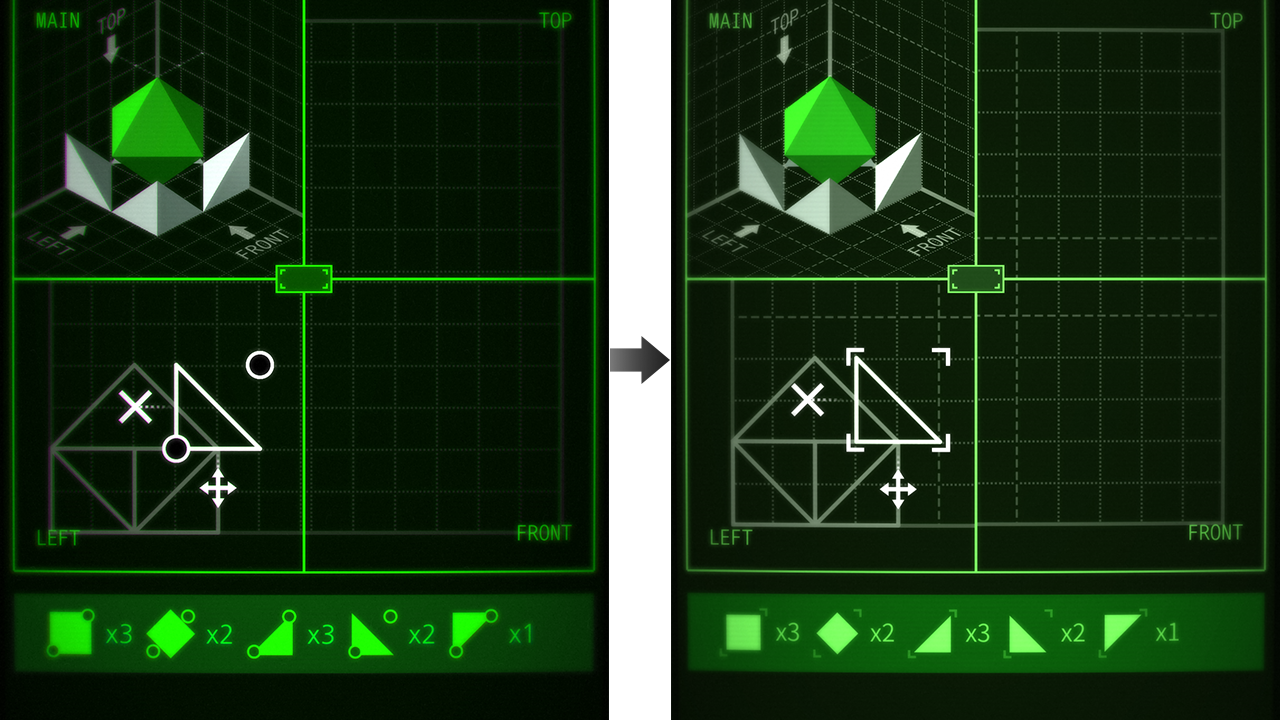 MAIN
TOP
TOP
LEFT
FRONT
LEFT
FRONT
x3
x2
x3
x2
x1
MAIN
TOP
TOP
LEFT
FRONT
LEFT
FRONT
x3
x2
x3
x2
x1